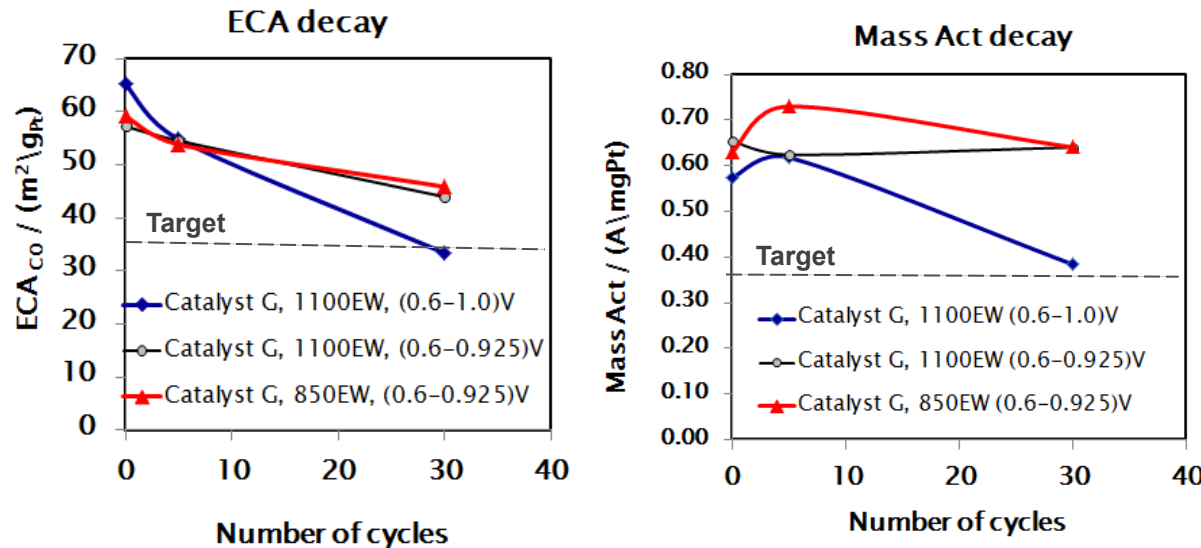 ECA decay
70
60
50
40
30
20
10
0
ECA CO / (m²\gPt)
Target
Catalyst G, 1100EW, (0.6-1.0)V
Catalyst G, 1100EW, (0.6-0.925)V
Catalyst G, 850EW, (0.6-0.925)V
0 10 20 30 40
Number of cycles
Mass Act decay
0.80
0.70
0.60
0.50
0.40
0.30
0.20
0.10
0.00
Mass Act / (A\mgPt)
Target
Catalyst G, 1100EW (0.6-1.0)V
Catalyst G, 1100EW (0.6-0.925)V
Catalyst G, 850EW (0.6-0.925)V
0 10 20 30 40
Number of cycles